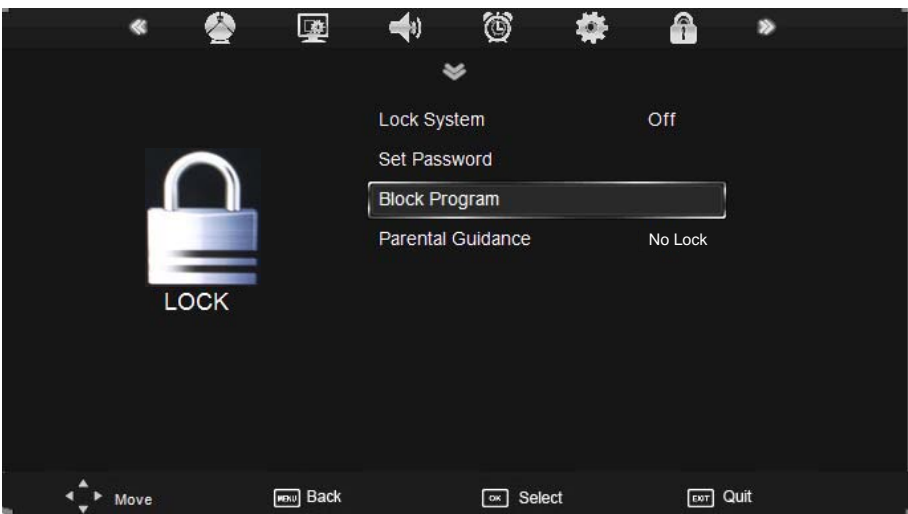 Lock System Off
Set Password
Block Program
Parental Guidance No Lock
LOCK
Move MENU Back OK Select EXIT Quit